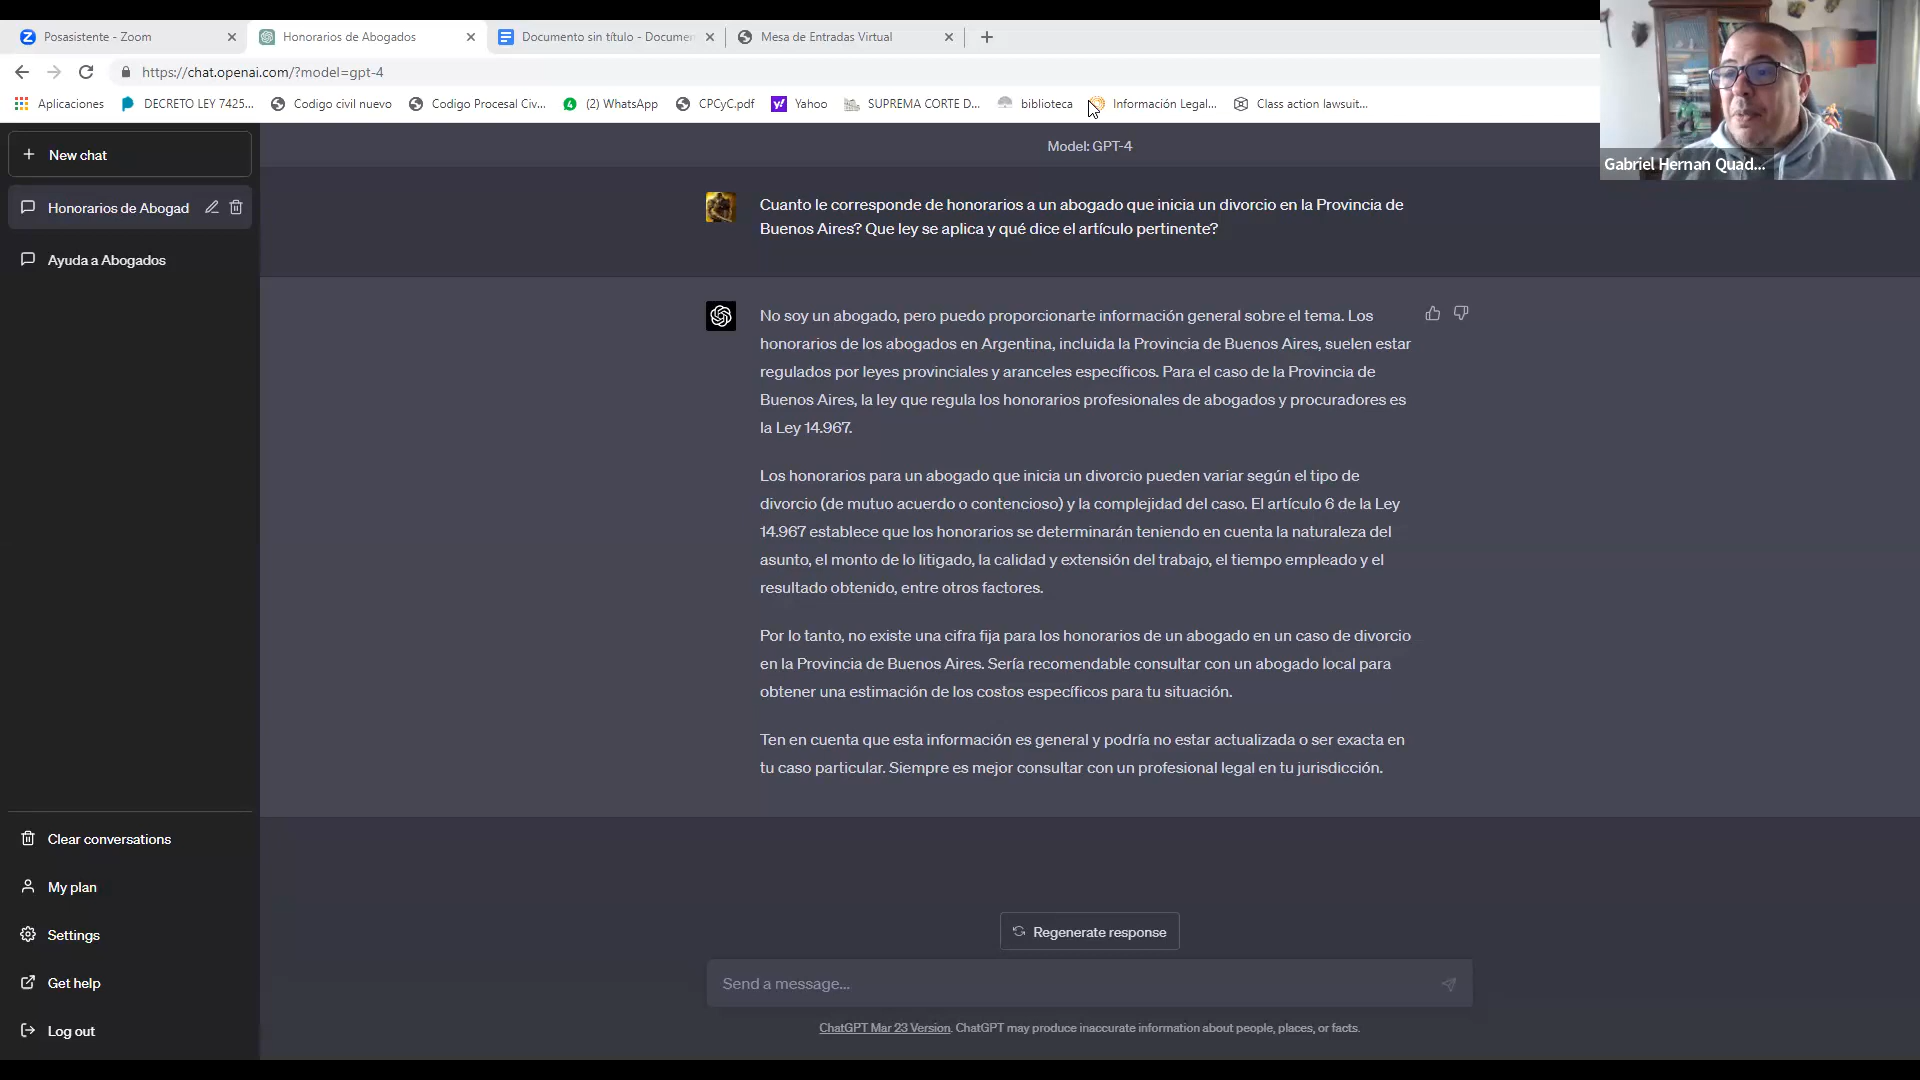 Posasistente - Zoom
Honorarios de Abogados
Documento sin título - Documen
Mesa de Entradas Virtual
https://chat.openai.com/?model=gpt-4
Aplicaciones
DECRETO LEY 7425...
Codigo civil nuevo
Codigo Procesal Civ...
(2) WhatsApp
CPCyC.pdf
Yahoo
SUPREMA CORTE D...
biblioteca
Información Legal...
Class action lawsuit...
Gabriel Hernan Quad...
New chat
Honorarios de Abogad
Ayuda a Abogados
Model: GPT-4
Cuanto le corresponde de honorarios a un abogado que inicia un divorcio en la Provincia de
Buenos Aires? Que ley se aplica y qué dice el artículo pertinente?
No soy un abogado, pero puedo proporcionarte información general sobre el tema. Los
honorarios de los abogados en Argentina, incluida la Provincia de Buenos Aires, suelen estar
regulados por leyes provinciales y aranceles específicos. Para el caso de la Provincia de
Buenos Aires, la ley que regula los honorarios profesionales de abogados y procuradores es
la Ley 14.967.
Los honorarios para un abogado que inicia un divorcio pueden variar según el tipo de
divorcio (de mutuo acuerdo o contencioso) y la complejidad del caso. El artículo 6 de la Ley
14.967 establece que los honorarios se determinarán teniendo en cuenta la naturaleza del
asunto, el monto de lo litigado, la calidad y extensión del trabajo, el tiempo empleado y el
resultado obtenido, entre otros factores.
Por lo tanto, no existe una cifra fija para los honorarios de un abogado en un caso de divorcio
en la Provincia de Buenos Aires. Sería recomendable consultar con un abogado local para
obtener una estimación de los costos específicos para tu situación.
Ten en cuenta que esta información es general y podría no estar actualizada o ser exacta en
tu caso particular. Siempre es mejor consultar con un profesional legal en tu jurisdicción.
Clear conversations
My plan
Settings
Get help
Log out
Regenerate response
Send a message...
ChatGPT Mar 23 Version. ChatGPT may produce inaccurate information about people, places, or facts.